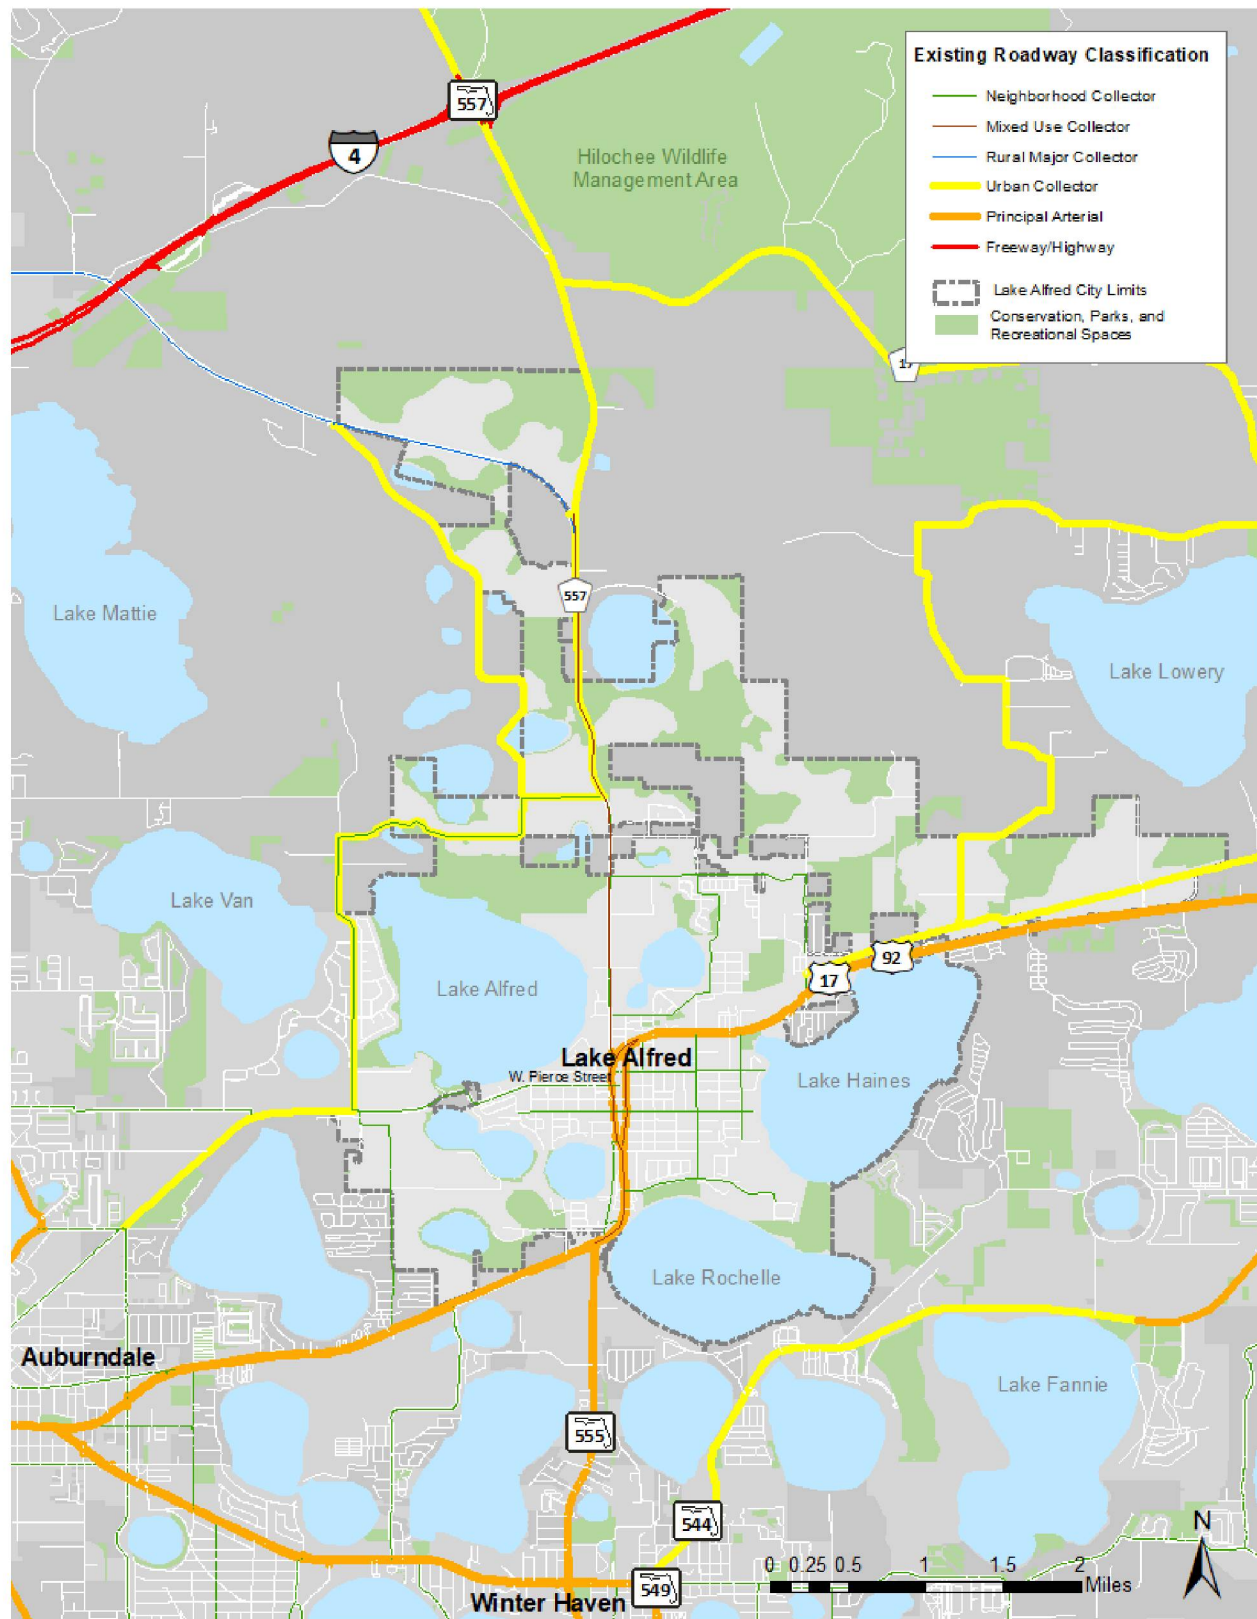 557
4
Hilochee Wildlife
Management Area
Existing Roadway Classification
Neighborhood Collector
Mixed Use Collector
Rural Major Collector
Urban Collector
Principal Arterial
Freeway/Highway
Lake Alfred City Limits
Conservation, Parks, and
Recreational Spaces
17
557
Lake Mattie
Lake Lowery
Lake Van
Lake Alfred
92
17
Lake Alfred
W. Pierce Street
Lake Haines
Lake Rochelle
Auburndale
Lake Fannie
555
544
549
Winter Haven
0 0.25 0.5 1 1.5 2
Miles
N